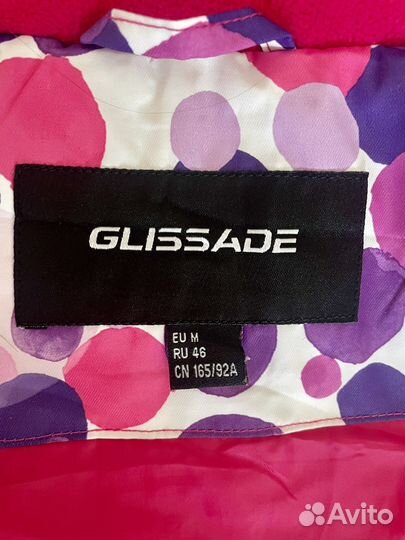 GLISSADE
EU M
RU 46
CN 165/92A
Avito